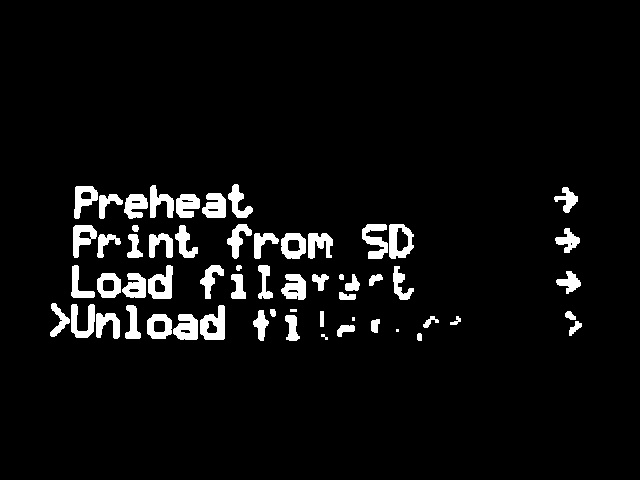 Preheat →
Print from SD →
Load →
>Unload